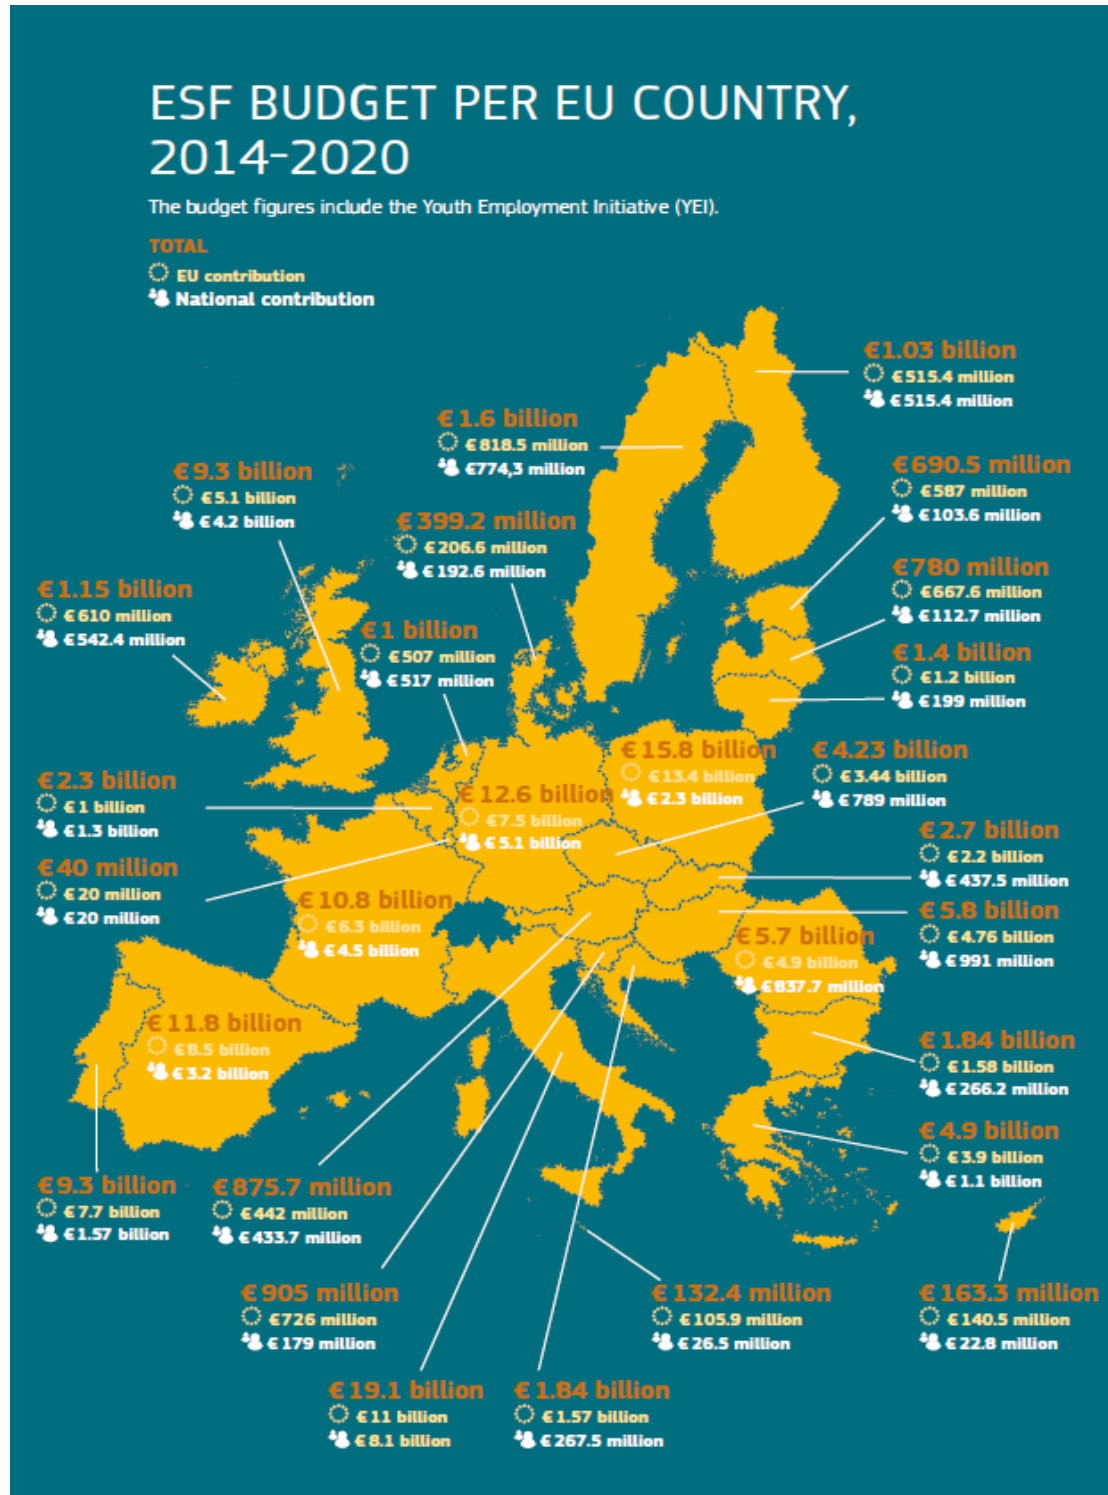 ESF BUDGET PER EU COUNTRY,
2014-2020
The budget figures include the Youth Employment Initiative (YEI).
TOTAL
EU contribution
National contribution
€1.03 billion
€515.4 million
€515.4 million
€1.6 billion
€818.5 million
€774,3 million
€9.3 billion
€5.1 billion
€4.2 billion
€690.5 million
€587 million
€103.6 million
€399.2 million
€206.6 million
€192.6 million
€780 million
€667.6 million
€112.7 million
€1.15 billion
€610 million
€542.4 million
€1 billion
€507 million
€517 million
€1.4 billion
€1.2 billion
€199 million
€15.8 billion
€13.4 billion
€2.3 billion
€4.23 billion
€3.44 billion
€789 million
€2.3 billion
€1 billion
€1.3 billion
€12.6 billion
€7.5 billion
€5.1 billion
€2.7 billion
€2.2 billion
€437.5 million
€40 million
€20 million
€20 million
€10.8 billion
€6.3 billion
€4.5 billion
€5.8 billion
€4.76 billion
€991 million
€5.7 billion
€4.9 billion
€837.7 million
€11.8 billion
€8.5 billion
€3.2 billion
€1.84 billion
€1.58 billion
€266.2 million
€4.9 billion
€3.9 billion
€1.1 billion
€9.3 billion
€7.7 billion
€1.57 billion
€875.7 million
€442 million
€433.7 million
€905 million
€726 million
€179 million
€132.4 million
€105.9 million
€26.5 million
€163.3 million
€140.5 million
€22.8 million
€19.1 billion
€11 billion
€8.1 billion
€1.84 billion
€1.57 billion
€267.5 million